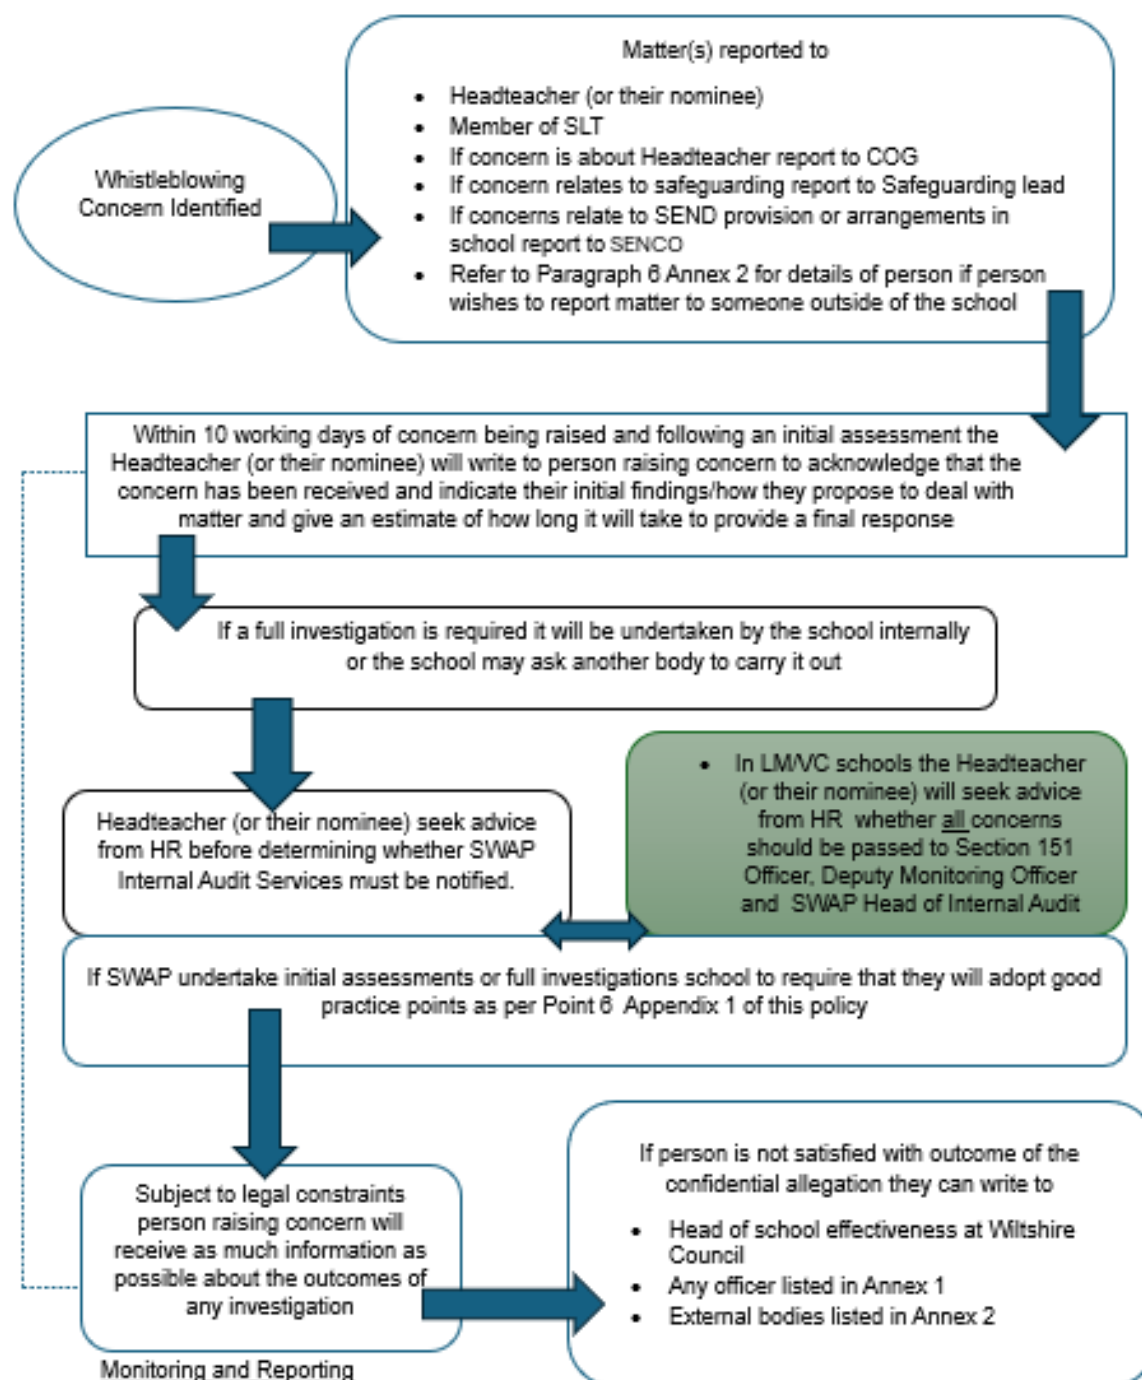 Matter(s) reported to
Whistleblowing
Concern Identified
• Headteacher (or their nominee)
• Member of SLT
• If concern is about Headteacher report to COG
• If concern relates to safeguarding report to Safeguarding lead
• If concerns relate to SEND provision or arrangements in
school report to SENCO
• Refer to Paragraph 6 Annex 2 for details of person if person
wishes to report matter to someone outside of the school
Within 10 working days of concern being raised and following an initial assessment the
Headteacher (or their nominee) will write to person raising concern to acknowledge that the
concern has been received and indicate their initial findings/how they propose to deal with
matter and give an estimate of how long it will take to provide a final response
If a full investigation is required it will be undertaken by the school internally
or the school may ask another body to carry it out
Headteacher (or their nominee) seek advice
from HR before determining whether SWAP
Internal Audit Services must be notified.
• In LM/VC schools the Headteacher
(or their nominee) will seek advice
from HR whether all concerns
should be passed to Section 151
Officer, Deputy Monitoring Officer
and SWAP Head of Internal Audit
If SWAP undertake initial assessments or full investigations school to require that they will adopt good
practice points as per Point 6 Appendix 1 of this policy
Subject to legal constraints
person raising concern will
receive as much information as
possible about the outcomes of
any investigation
If person is not satisfied with outcome of the
confidential allegation they can write to
• Head of school effectiveness at Wiltshire
Council
• Any officer listed in Annex 1
• External bodies listed in Annex 2
Monitoring and Reporting